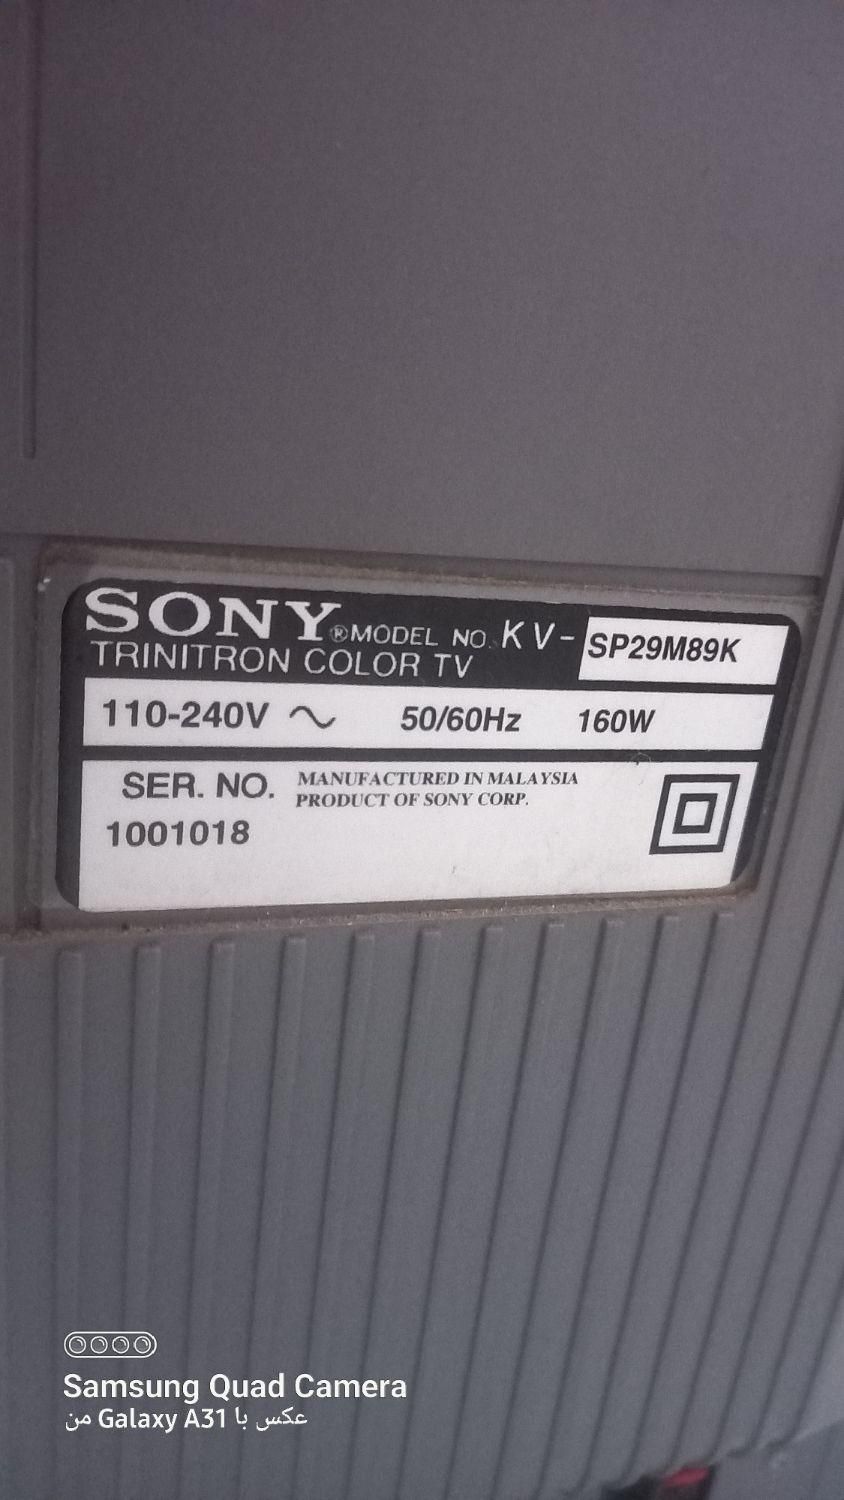 SONY® MODEL NO. KV- SP29M89K
TRINITRON COLOR TV
110-240V ~ 50/60Hz 160W
SER. NO. MANUFACTURED IN MALAYSIA
PRODUCT OF SONY CORP.
1001018
Samsung Quad Camera
عکس با Galaxy A31 من